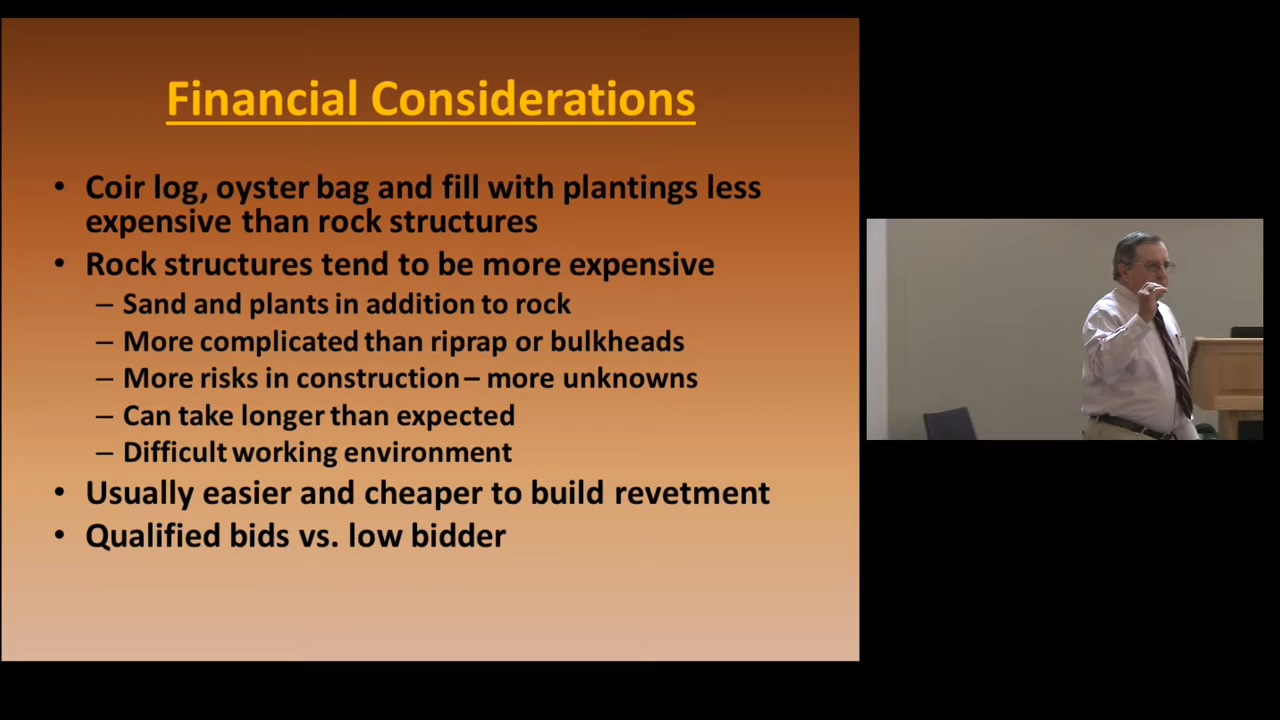 Financial Considerations
• Coir log, oyster bag and fill with plantings less
expensive than rock structures
• Rock structures tend to be more expensive
– Sand and plants in addition to rock
– More complicated than riprap or bulkheads
– More risks in construction – more unknowns
– Can take longer than expected
– Difficult working environment
• Usually easier and cheaper to build revetment
• Qualified bids vs. low bidder